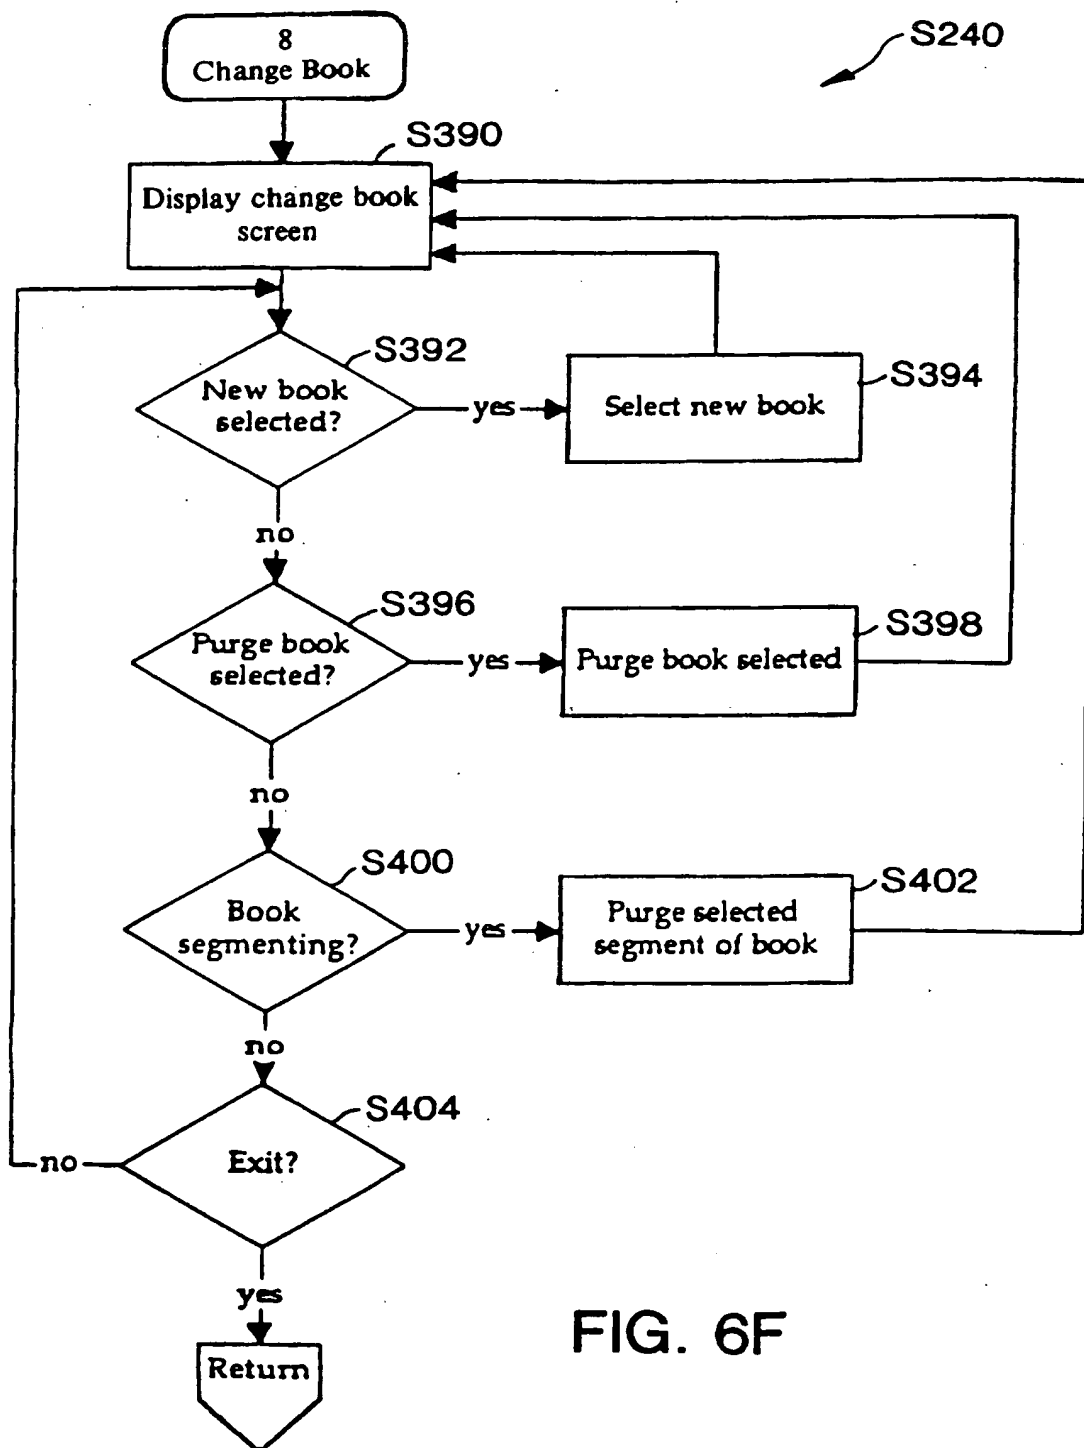 8
Change Book
S240
S390
Display change book
screen
S392
New book
selected?
yes
S394
Select new book
no
S396
Purge book
selected?
yes
S398
Purge book selected
no
S400
Book
segmenting?
yes
S402
Purge selected
segment of book
no
S404
Exit?
no
yes
Return
FIG. 6F